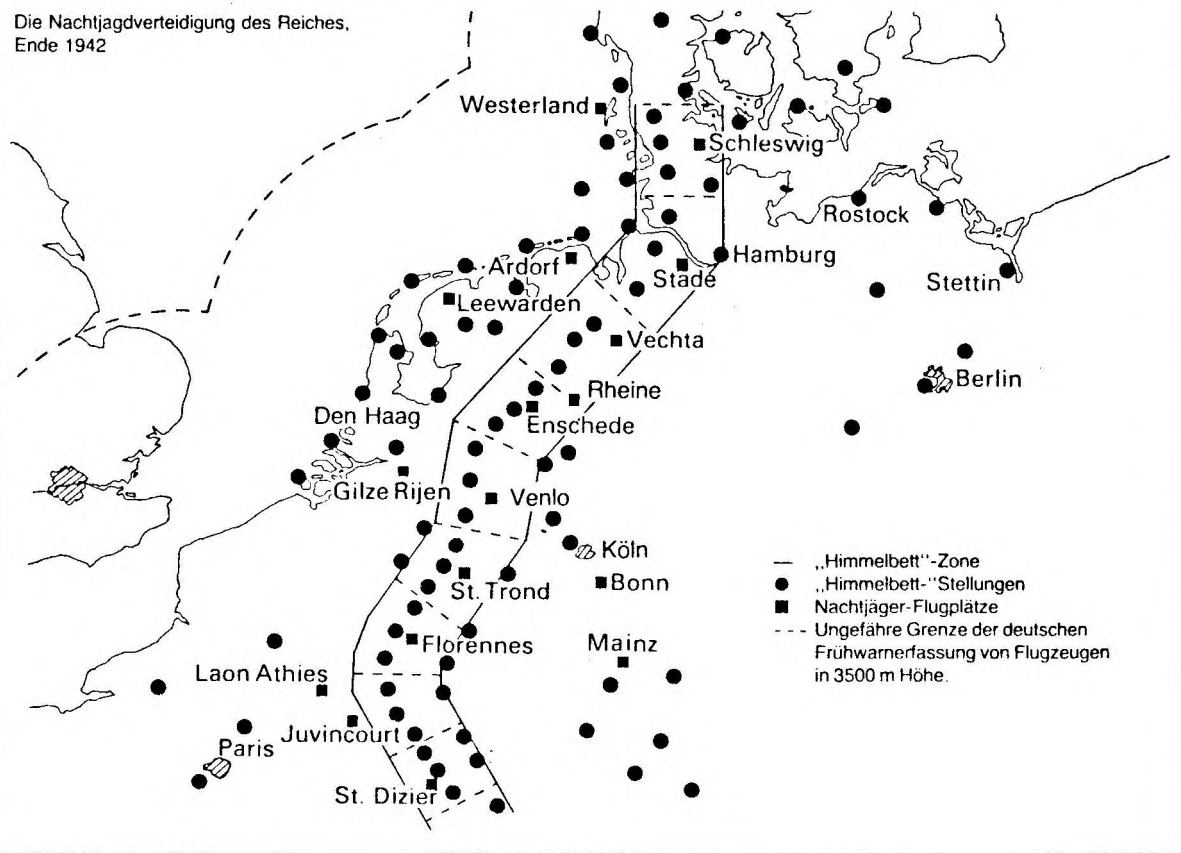 Die Nachtjagdverteidigung des Reiches,
Ende 1942
Westerland
Schleswig
Rostock
Hamburg
Ardorf
Stade
Stettin
Leewarden
Vechta
Berlin
Rheine
Den Haag
Enschede
Gilze Rijen
Venlo
Köln
St. Trond
Bonn
Florennes
Mainz
Laon Athies
Juvincourt
Paris
St. Dizier
„Himmelbett“-Zone
„Himmelbett-“Stellungen
Nachtjäger-Flugplätze
Ungefähre Grenze der deutschen
Frühwarnerfassung von Flugzeugen
in 3500 m Höhe.